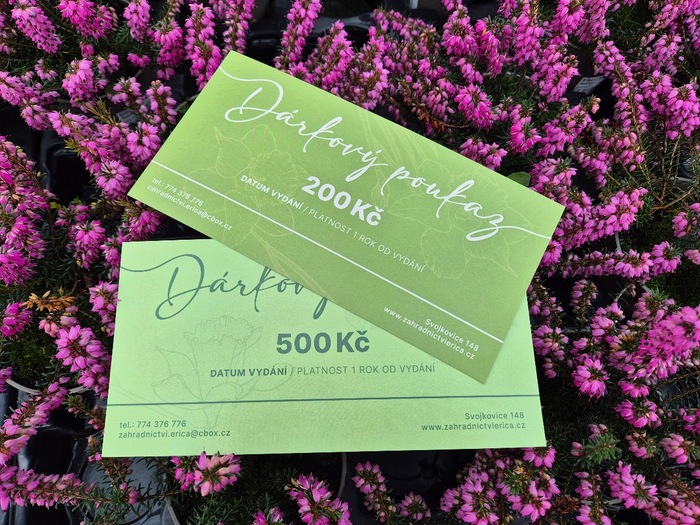 Dárkový poukaz
200 Kč
DATUM VYDÁNÍ / PLATNOST 1 ROK OD VYDÁNÍ
tel.: 774 376 776
zahradnictvi.erica@cbox.cz
Svojkovice 148
www.zahradnictvierica.cz
Dárkový
500 Kč
DATUM VYDÁNÍ / PLATNOST 1 ROK OD VYDÁNÍ
tel.: 774 376 776
zahradnictvi.erica@cbox.cz
Svojkovice 148
www.zahradnictvierica.cz